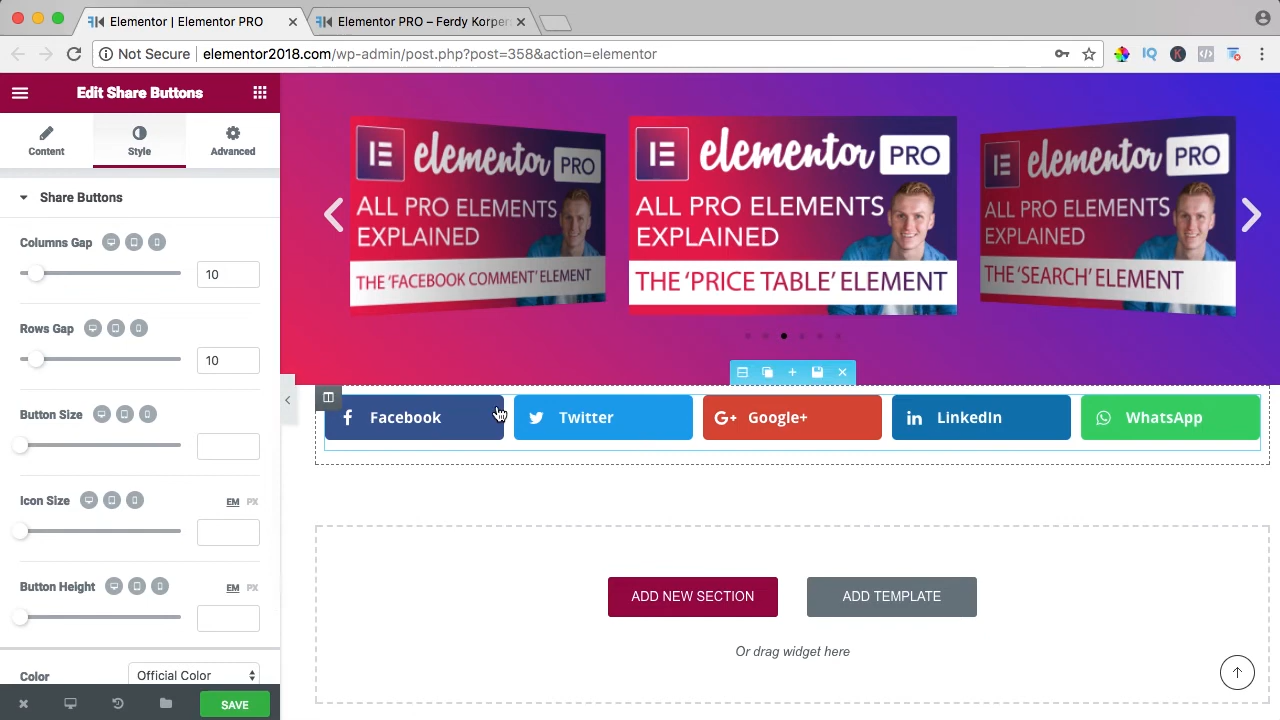 Elementor | Elementor PRO
Elementor PRO – Ferdy Korper
Not Secure
elementor2018.com/wp-admin/post.php?post=358&action=elementor
Edit Share Buttons
Content
Style
Advanced
Share Buttons
Columns Gap
10
Rows Gap
10
Button Size
Icon Size
EM PX
Button Height
EM PX
Color
Official Color
SAVE
elementor PRO
ALL PRO ELEMENTS
EXPLAINED
THE 'FACEBOOK COMMENT' ELEMENT
elementor PRO
ALL PRO ELEMENTS
EXPLAINED
THE 'PRICE TABLE' ELEMENT
elementor PRO
ALL PRO ELEMENTS
EXPLAINED
THE 'SEARCH' ELEMENT
Facebook
Twitter
G+ Google+
in LinkedIn
WhatsApp
ADD NEW SECTION
ADD TEMPLATE
Or drag widget here